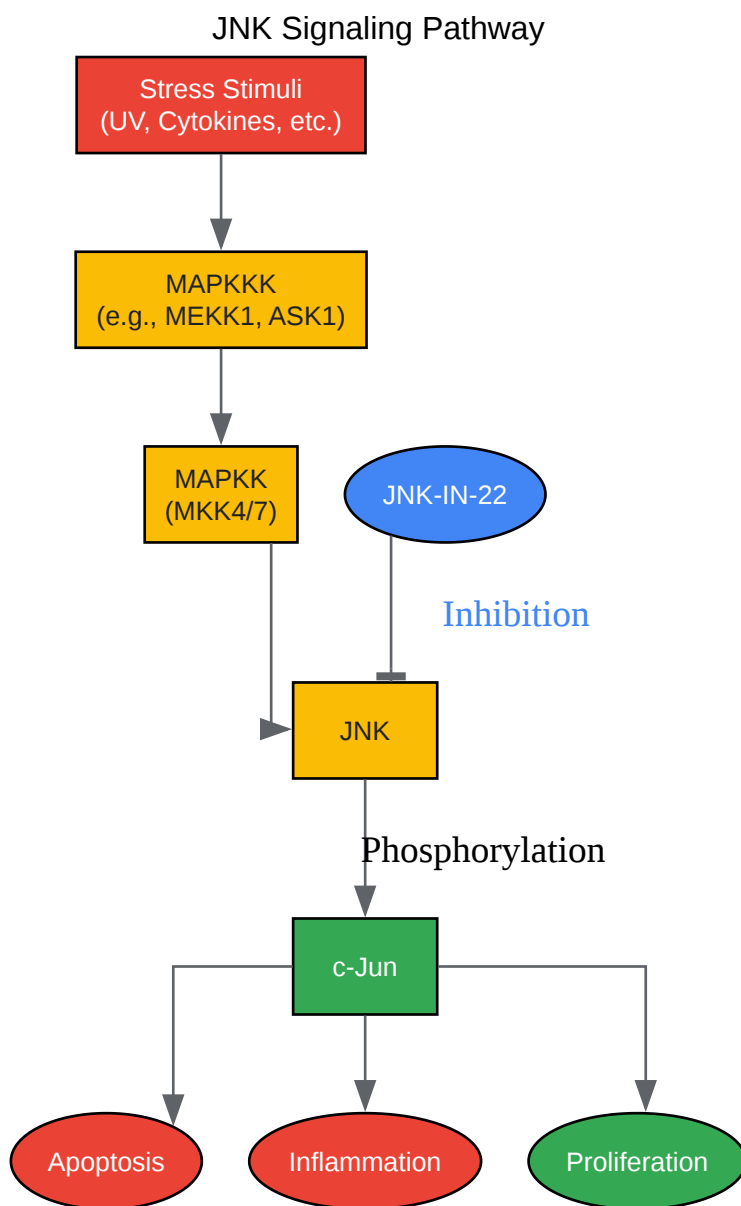 JNK Signaling Pathway
Stress Stimuli
(UV, Cytokines, etc.)
MAPKKK
(e.g., MEKK1, ASK1)
MAPKK
(MKK4/7)
JNK-IN-22
Inhibition
JNK
Phosphorylation
c-Jun
Apoptosis
Inflammation
Proliferation